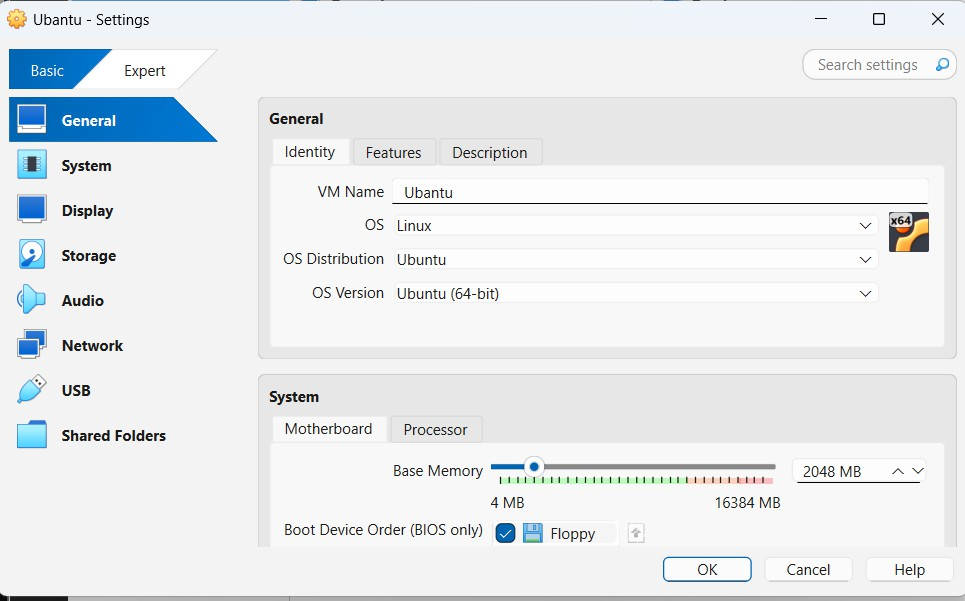 Ubantu - Settings
Basic
Expert
Search settings
General
System
Display
Storage
Audio
Network
USB
Shared Folders
General
Identity Features Description
VM Name Ubantu
OS Linux
x64
OS Distribution Ubuntu
OS Version Ubuntu (64-bit)
System
Motherboard Processor
Base Memory 2048 MB
4 MB 16384 MB
Boot Device Order (BIOS only) Floppy
OK Cancel Help